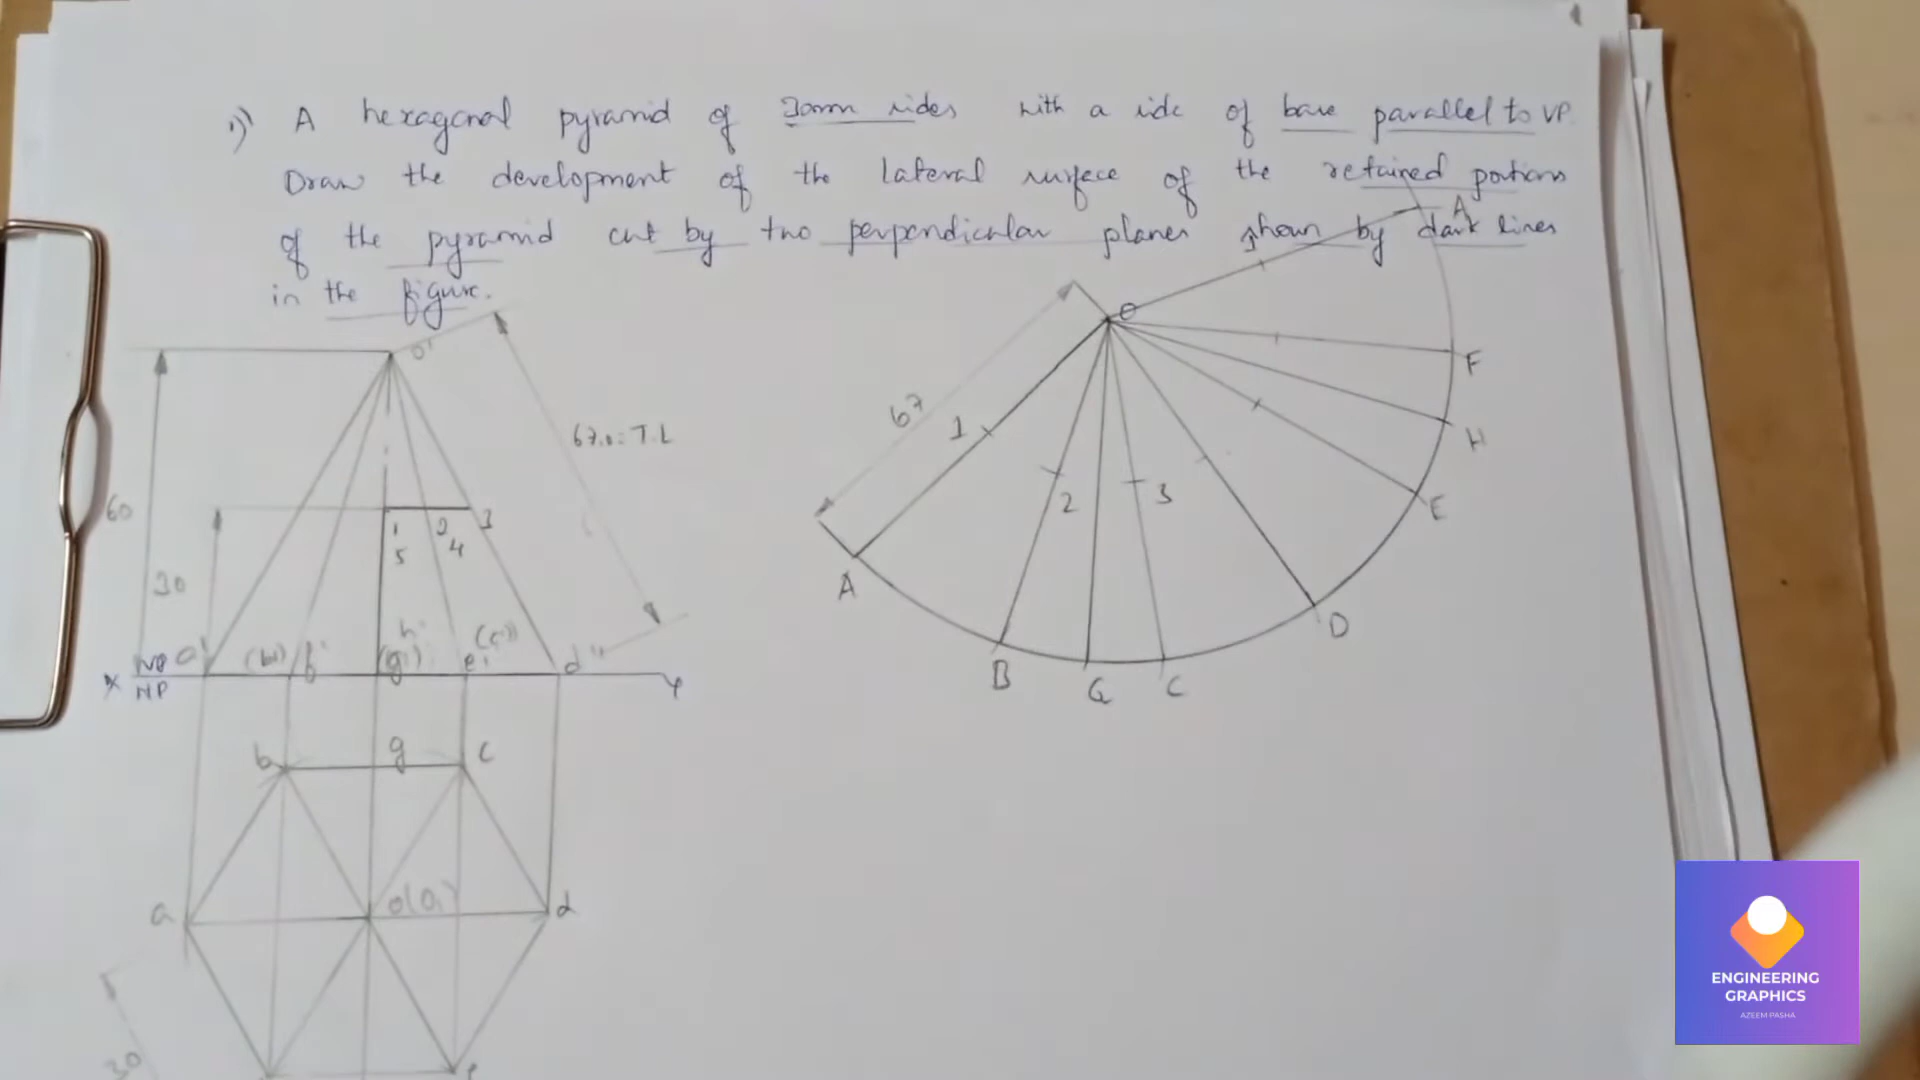 1) A hexagonal pyramid of 30mm sides with a side of base parallel to VP
Draw the development of the lateral surface of the retained portions
of the pyramid cut by two perpendicular planes shown by dark lines
in the figure.
o'
60
30
67.0 = T.L
1 2 3
5 4
h' (c')
a' (b') f' (g') e' d'
VP
X HP Y
b g c
a o(o1) d
30
O
67
1
2
3
A
B
G
C
D
E
H
F
A
1
ENGINEERING
GRAPHICS
AZEEM PASHA